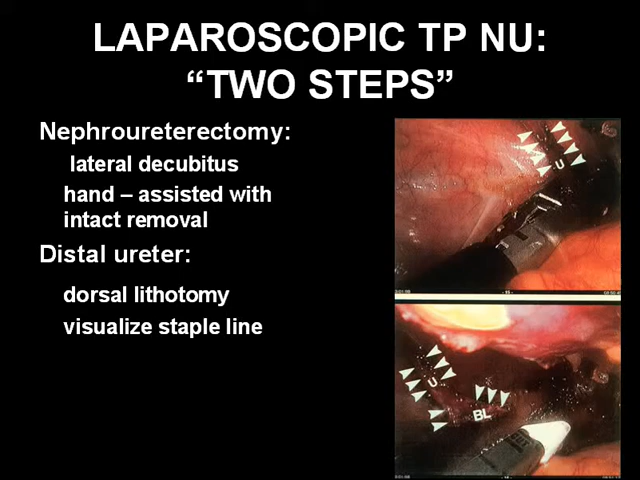 LAPAROSCOPIC TP NU:
“TWO STEPS”
Nephroureterectomy:
lateral decubitus
hand – assisted with
intact removal
Distal ureter:
dorsal lithotomy
visualize staple line
U
U
BL